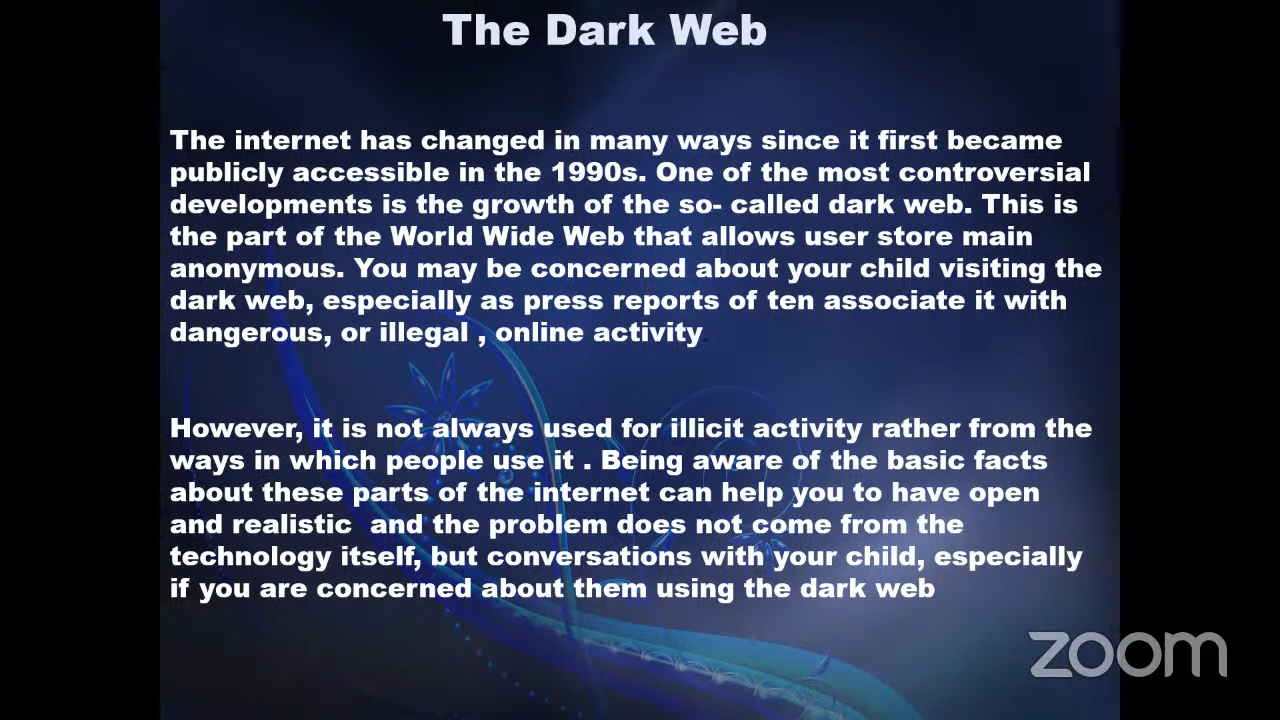 The Dark Web
The internet has changed in many ways since it first became
publicly accessible in the 1990s. One of the most controversial
developments is the growth of the so- called dark web. This is
the part of the World Wide Web that allows user store main
anonymous. You may be concerned about your child visiting the
dark web, especially as press reports of ten associate it with
dangerous, or illegal , online activity
However, it is not always used for illicit activity rather from the
ways in which people use it . Being aware of the basic facts
about these parts of the internet can help you to have open
and realistic  and the problem does not come from the
technology itself, but conversations with your child, especially
if you are concerned about them using the dark web
zoom